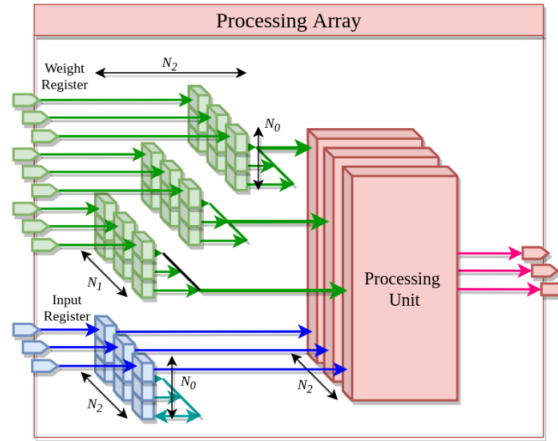 Processing Array
Weight
Register
N2
N0
N1
Input
Register
N0
N2
N2
Processing
Unit